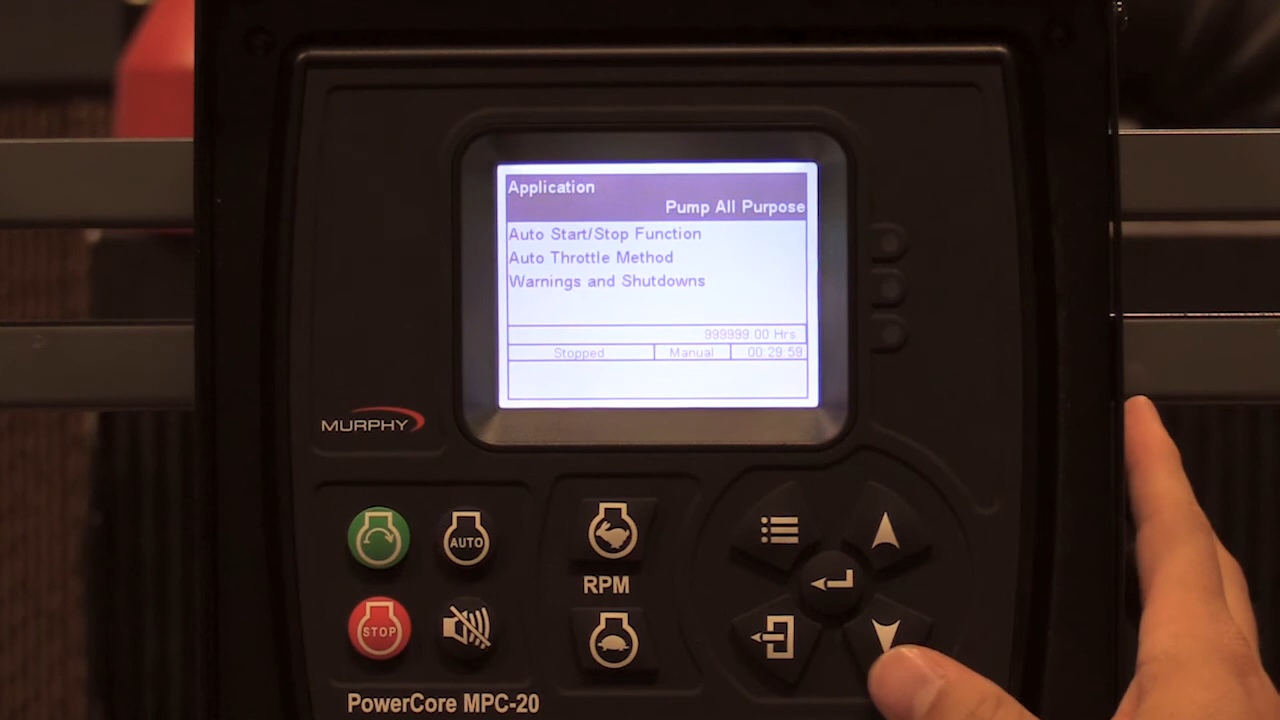 Application
Pump All Purpose
Auto Start/Stop Function
Auto Throttle Method
Warnings and Shutdowns
999999.00 Hrs
Stopped Manual 00:29:59
MURPHY
AUTO
RPM
STOP
PowerCore MPC-20